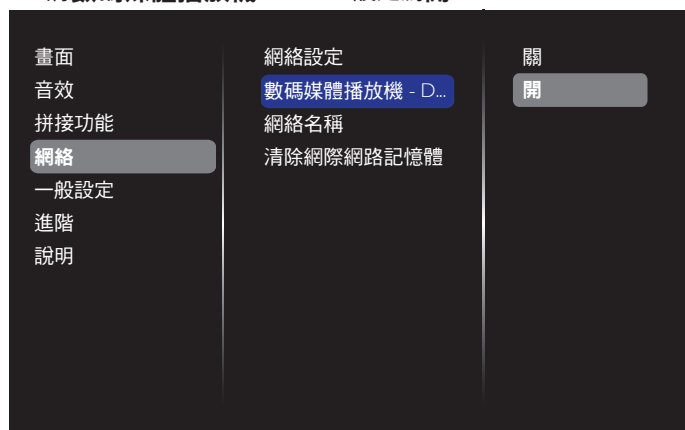 畫面
音效
拼接功能
網絡
一般設定
進階
說明
網絡設定
數碼媒體播放機 - D...
網絡名稱
清除網際網路記憶體
關
開